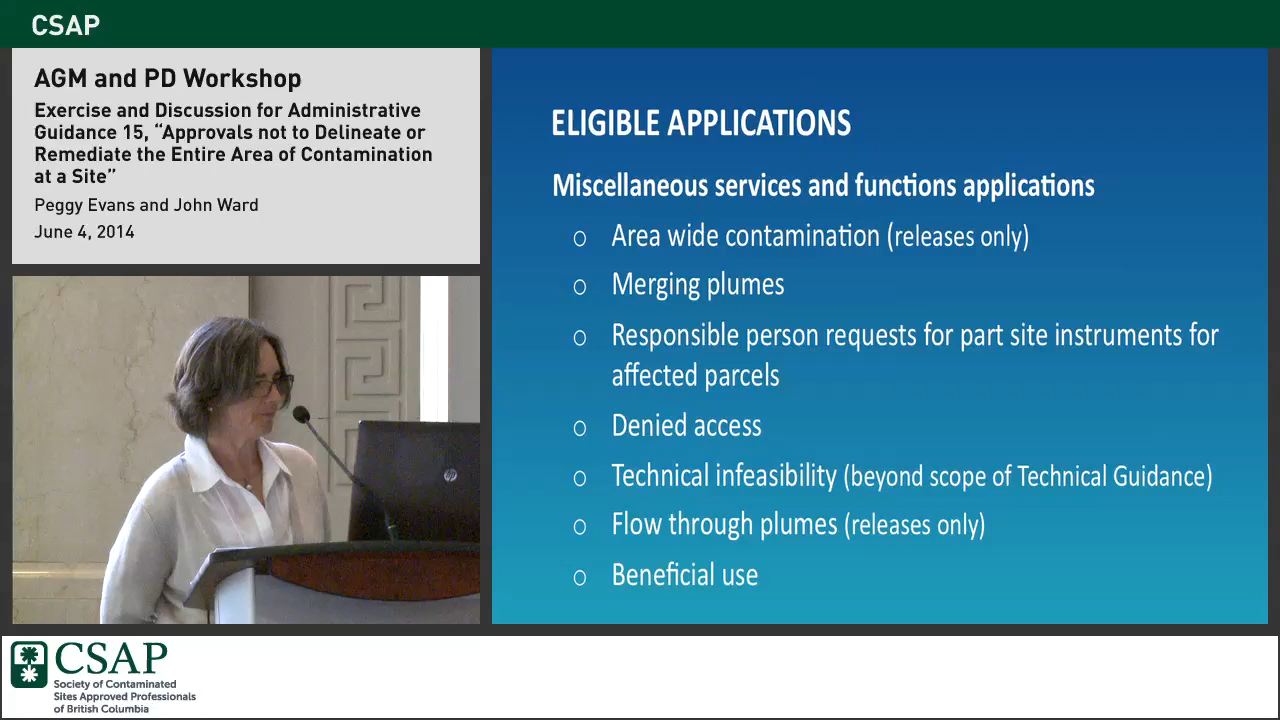 CSAP
AGM and PD Workshop
Exercise and Discussion for Administrative
Guidance 15, “Approvals not to Delineate or
Remediate the Entire Area of Contamination
at a Site”
Peggy Evans and John Ward
June 4, 2014
ELIGIBLE APPLICATIONS
Miscellaneous services and functions applications
o Area wide contamination (releases only)
o Merging plumes
o Responsible person requests for part site instruments for
affected parcels
o Denied access
o Technical infeasibility (beyond scope of Technical Guidance)
o Flow through plumes (releases only)
o Beneficial use
hp
CSAP
Society of Contaminated
Sites Approved Professionals
of British Columbia